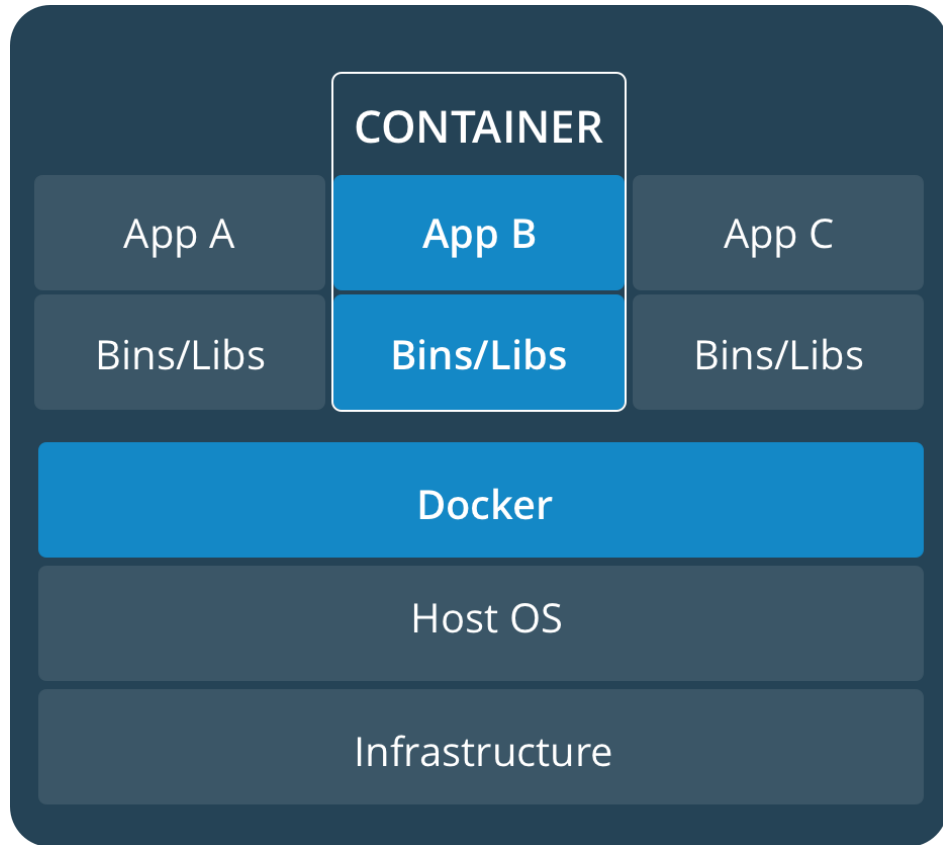 CONTAINER
App A
App B
App C
Bins/Libs
Bins/Libs
Bins/Libs
Docker
Host OS
Infrastructure